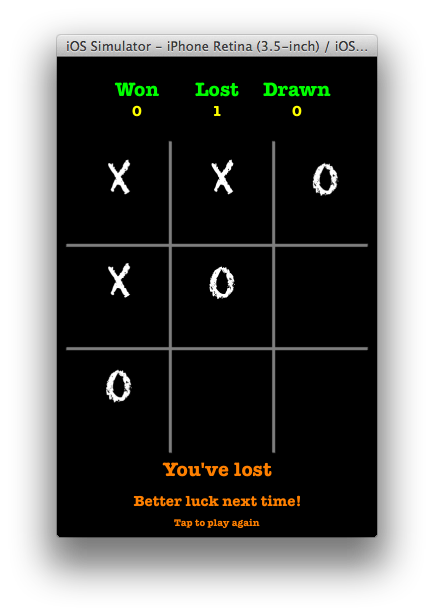 iOS Simulator – iPhone Retina (3.5-inch) / iOS...
Won Lost Drawn
0 1 0
X X O
X O
O
You've lost
Better luck next time!
Tap to play again